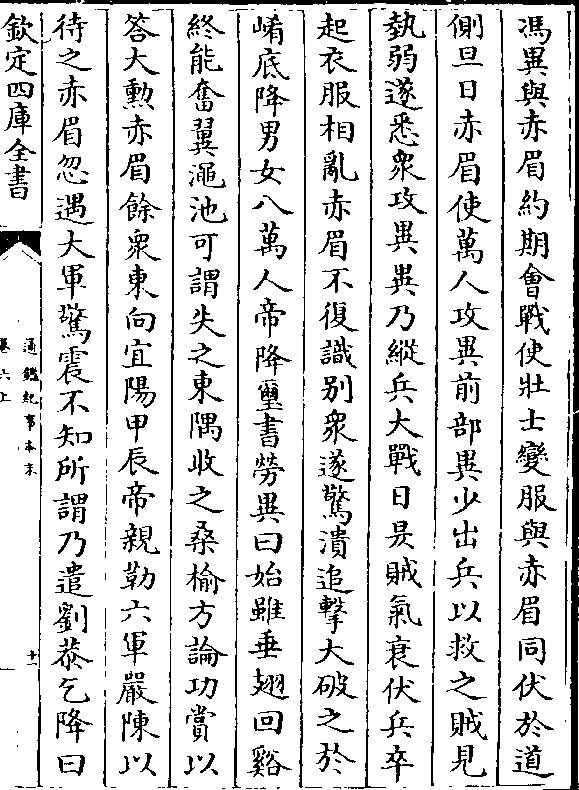 馮異與赤眉約期會戰使壯士變服與赤眉同伏於道
側旦日赤眉使萬人攻異前部異少出兵以救之賊見
埶弱遂悉衆攻異異乃縱兵大戰日昃賊氣衰伏兵卒
起衣服相亂赤眉不復識别衆遂驚潰追擊大破之於
崤底降男女八萬人帝降璽書勞異曰始雖垂翅回谿
終能奮翼澠池可謂失之東隅收之桑榆方論功賞以
答大勲赤眉餘衆東向宜陽甲辰帝親勒六軍嚴陳以
待之赤眉忽遇大軍驚震不知所謂乃遣劉恭乞降曰
欽定四庫全書
通鑑紀事本末
卷六上
十一